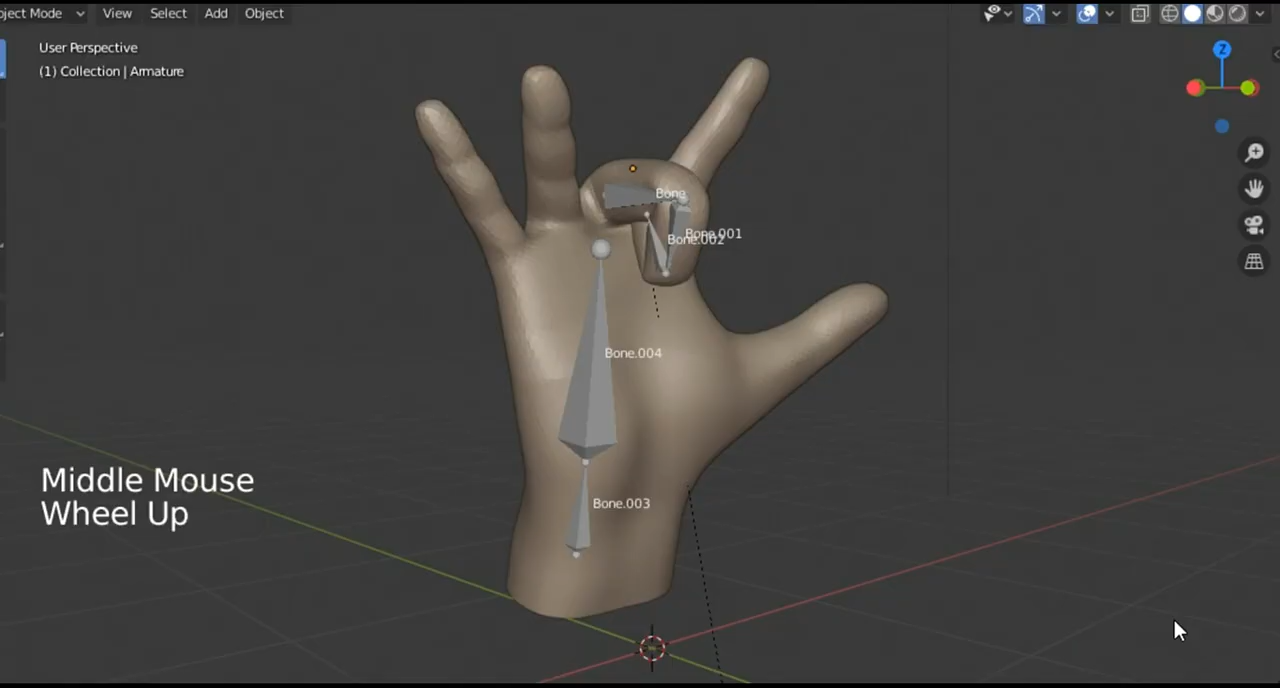 ject Mode View Select Add Object
User Perspective
(1) Collection | Armature
Z
Bone
Bone.001
Bone.002
Bone.004
Middle Mouse
Wheel Up
Bone.003